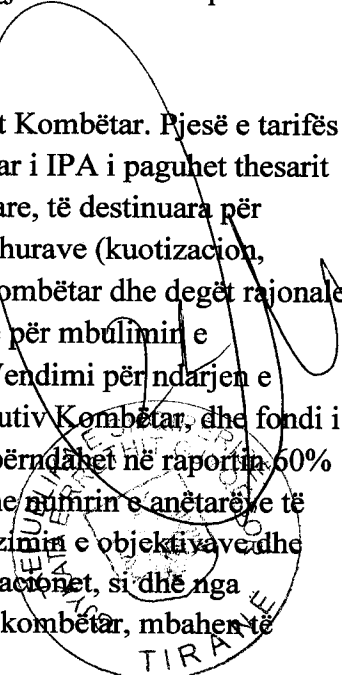 t Kombëtar. Pjesë e tarifës
ar i IPA i paguhet thesarit
are, të destinuara për
hurave (kuotizacion,
ombëtar dhe degët rajonale
për mbulimin e
Vendimi për ndarjen e
utiv Kombëtar, dhe fondi i
përndahet në raportin 60%
e numrin e anëtarëve të
zimin e objektivave dhe
acionet, si dhe nga
kombëtar, mbahen të
TIRANË